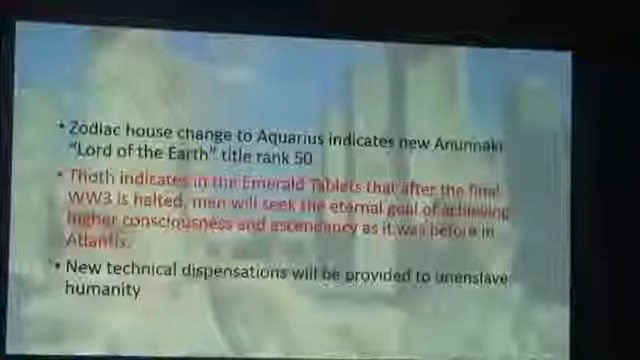 • Zodiac house change to Aquarius indicates new Anunnaki
"Lord of the Earth" title rank 50
• Thoth indicates in the Emerald Tablets that after the final
WW3 is halted, man will seek the eternal goal of achieving
higher consciousness and ascendancy as it was before in
Atlantis.
• New technical dispensations will be provided to unenslave
humanity